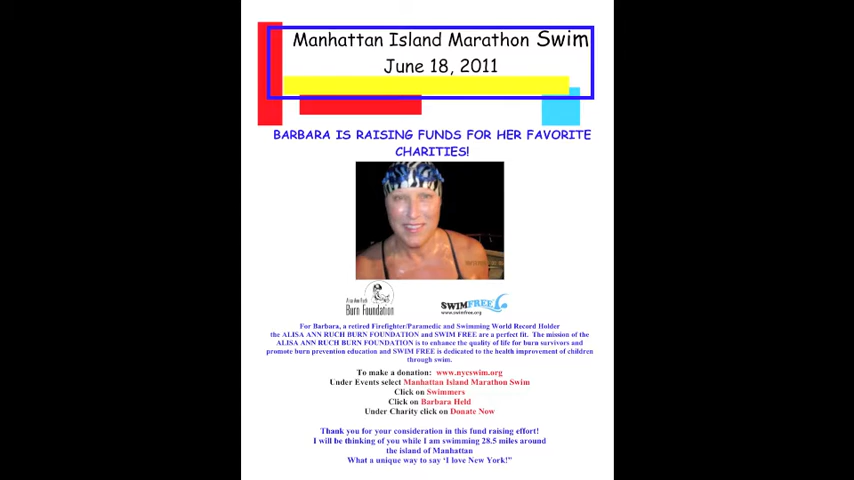 Manhattan Island Marathon Swim
June 18, 2011
BARBARA IS RAISING FUNDS FOR HER FAVORITE
CHARITIES!
Alisa Ann Ruch
Burn Foundation
SWIMFREE
www.swimfree.org
For Barbara, a retired Firefighter/Paramedic and Swimming World Record Holder
the ALISA ANN RUCH BURN FOUNDATION and SWIM FREE are a perfect fit. The mission of the
ALISA ANN RUCH BURN FOUNDATION is to enhance the quality of life for burn survivors and
promote burn prevention education and SWIM FREE is dedicated to the health improvement of children
through swim.
To make a donation: www.nycswim.org
Under Events select Manhattan Island Marathon Swim
Click on Swimmers
Click on Barbara Held
Under Charity click on Donate Now
Thank you for your consideration in this fund raising effort!
I will be thinking of you while I am swimming 28.5 miles around
the island of Manhattan
What a unique way to say ‘I love New York!”